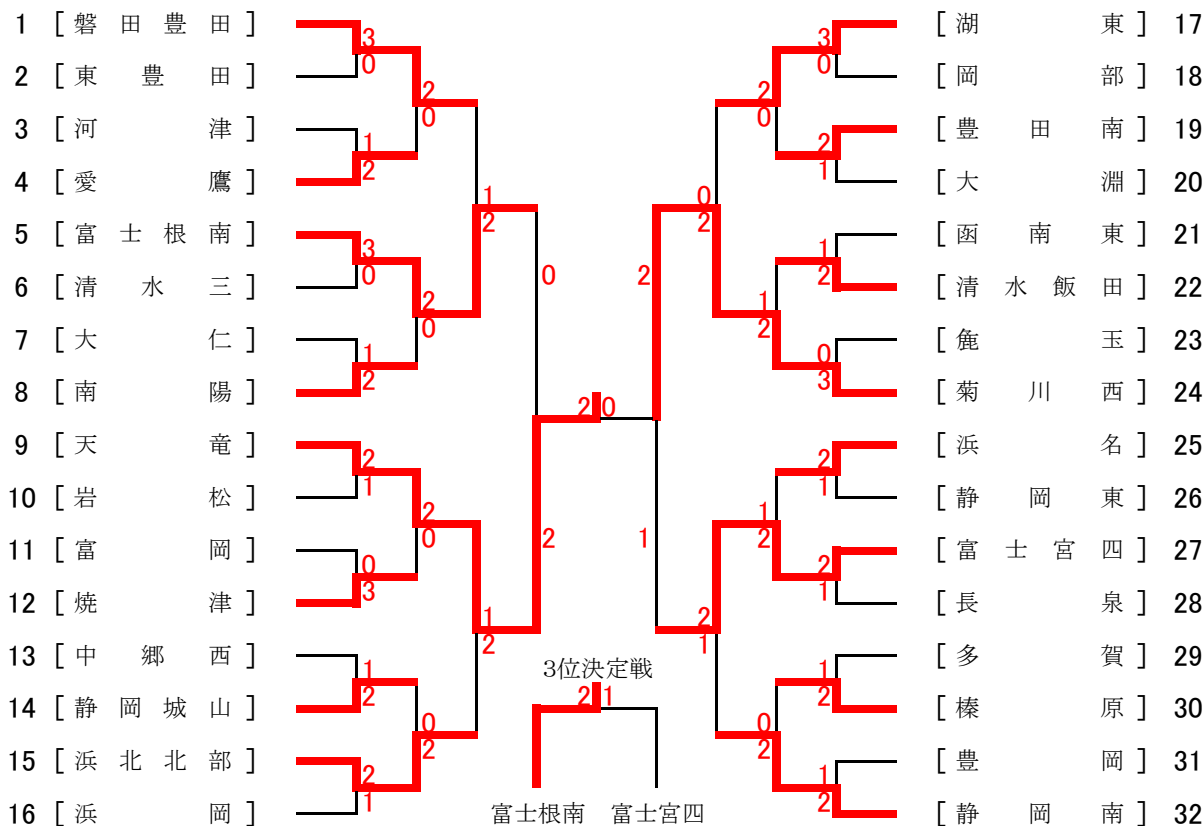 1 [磐田豊田] [湖東] 17
3 3
0 0
2 [東豊田] [岡部] 18
2 2
0 0
3 [河津] [豊田南] 19
1 2
2 1
4 [愛鷹] [大淵] 20
1 0
2 2
5 [富士根南] [函南東] 21
3 1
0 0 2 2
6 [清水三] [清水飯田] 22
2 1
0 2
7 [大仁] [麁玉] 23
1 0
2 3
8 [南陽] [菊川西] 24
2 0
9 [天竜] [浜名] 25
2 2
1 1
10 [岩松] [静岡東] 26
2 1
0 2 1 2
11 [富岡] [富士宮四] 27
0 2
3 1
12 [焼津] [長泉] 28
1 2
2 1
13 [中郷西] [多賀] 29
3位決定戦
1 1
2 2 1 2
14 [静岡城山] [榛原] 30
0 0
2 2
15 [浜北北部] [豊岡] 31
2 1
1 2
16 [浜岡] 富士根南 富士宮四 [静岡南] 32